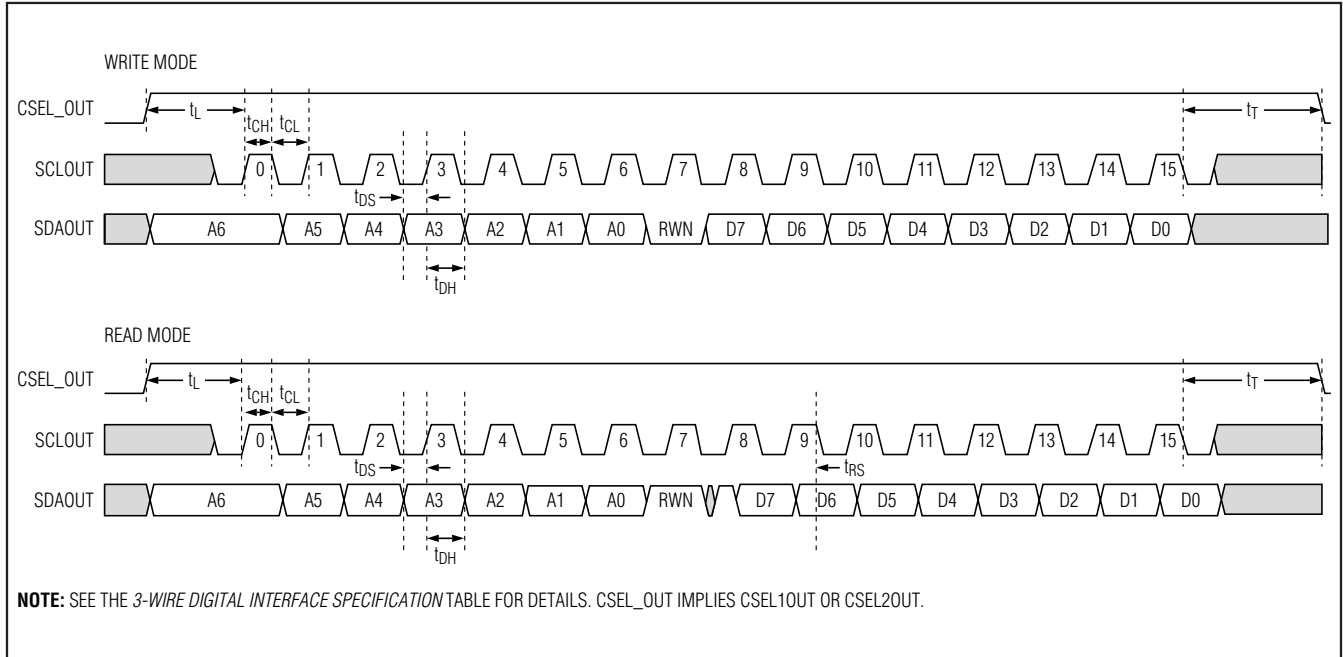 WRITE MODE
CSEL_OUT tL tT
tCH tCL
SCLOUT 0 1 2 3 4 5 6 7 8 9 10 11 12 13 14 15
tDS
SDAOUT A6 A5 A4 A3 A2 A1 A0 RWN D7 D6 D5 D4 D3 D2 D1 D0
tDH
READ MODE
CSEL_OUT tL tT
tCH tCL
SCLOUT 0 1 2 3 4 5 6 7 8 9 10 11 12 13 14 15
tDS tRS
SDAOUT A6 A5 A4 A3 A2 A1 A0 RWN D7 D6 D5 D4 D3 D2 D1 D0
tDH
NOTE: SEE THE 3-WIRE DIGITAL INTERFACE SPECIFICATION TABLE FOR DETAILS. CSEL_OUT IMPLIES CSEL1OUT OR CSEL2OUT.